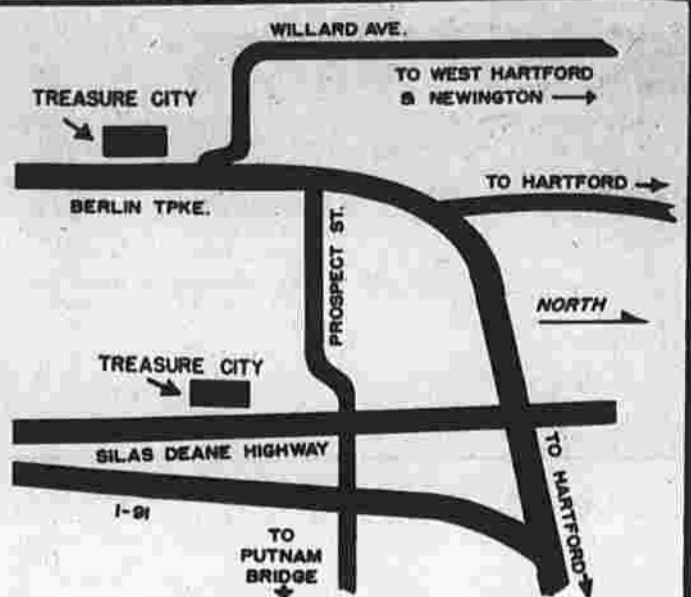 WILLARD AVE.
TO WEST HARTFORD
& NEWINGTON
TREASURE CITY
TO HARTFORD
BERLIN TPKE.
PROSPECT ST.
NORTH
TREASURE CITY
SILAS DEANE HIGHWAY
TO HARTFORD
I-91
TO
PUTNAM
BRIDGE